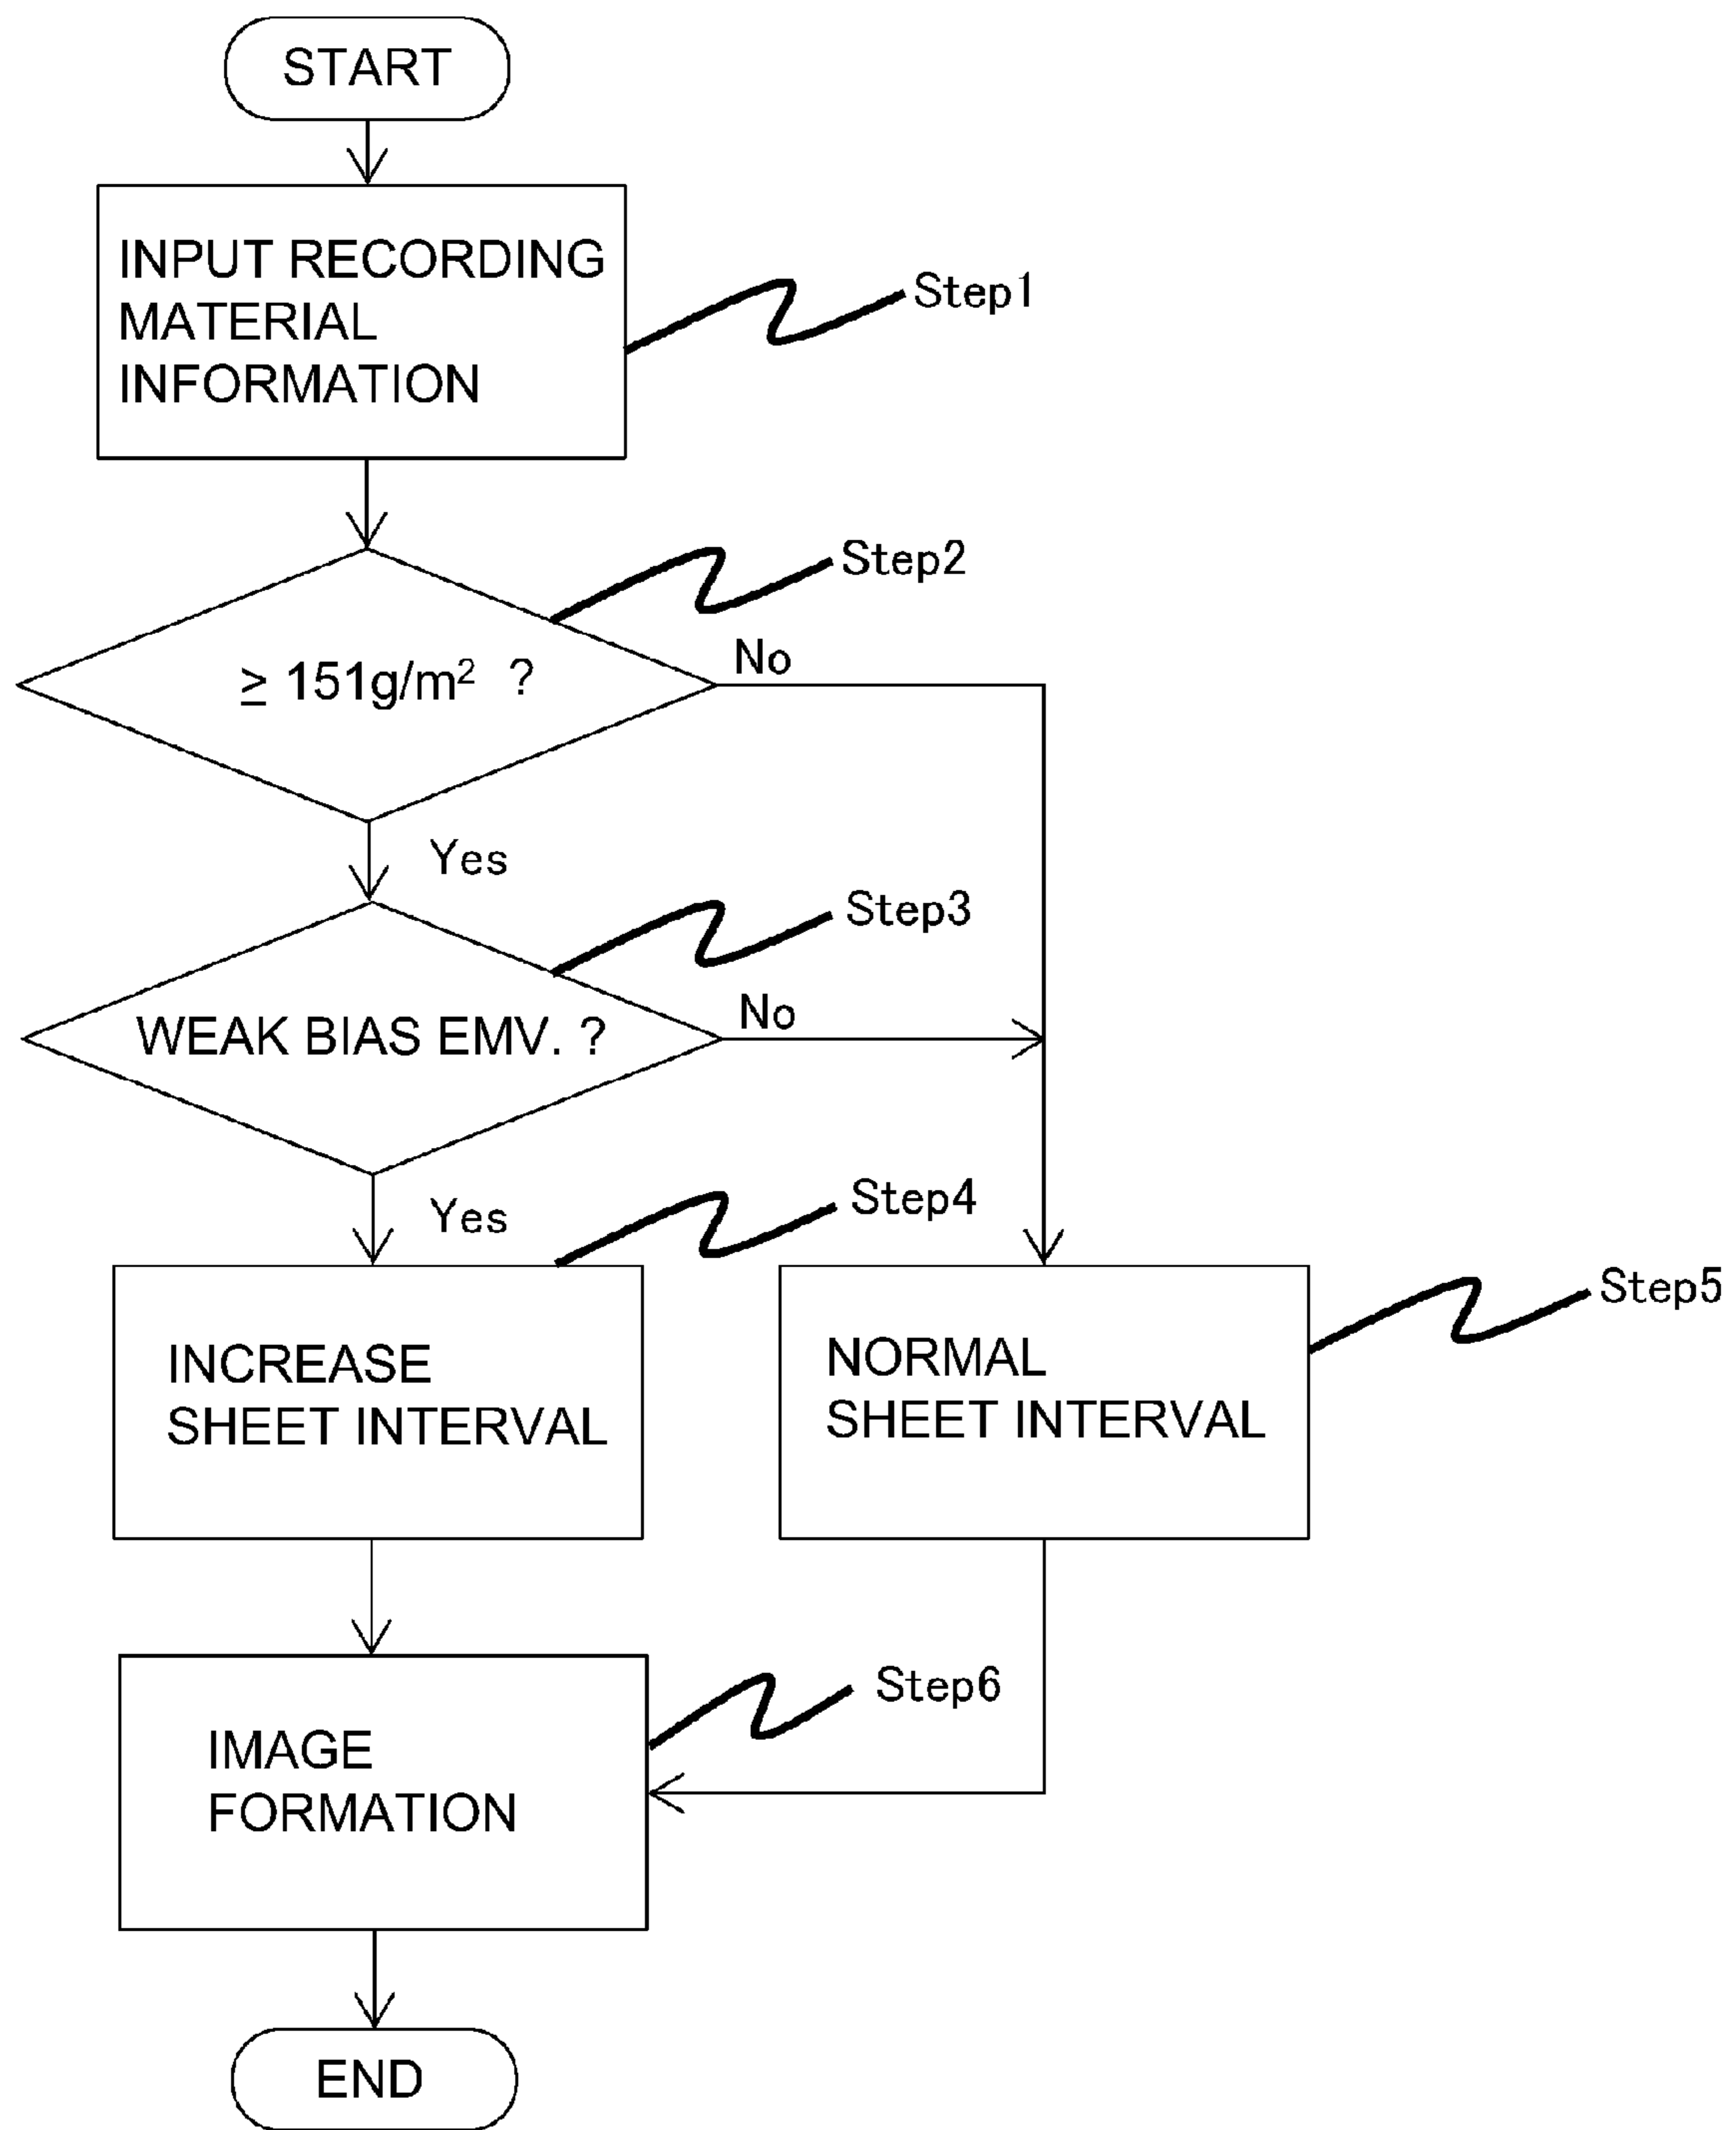 START
INPUT RECORDING
MATERIAL
INFORMATION
Step1
Step2
≥ 151g/m² ?
No
Yes
Step3
WEAK BIAS EMV. ?
No
Yes
Step4
INCREASE
SHEET INTERVAL
Step5
NORMAL
SHEET INTERVAL
Step6
IMAGE
FORMATION
END